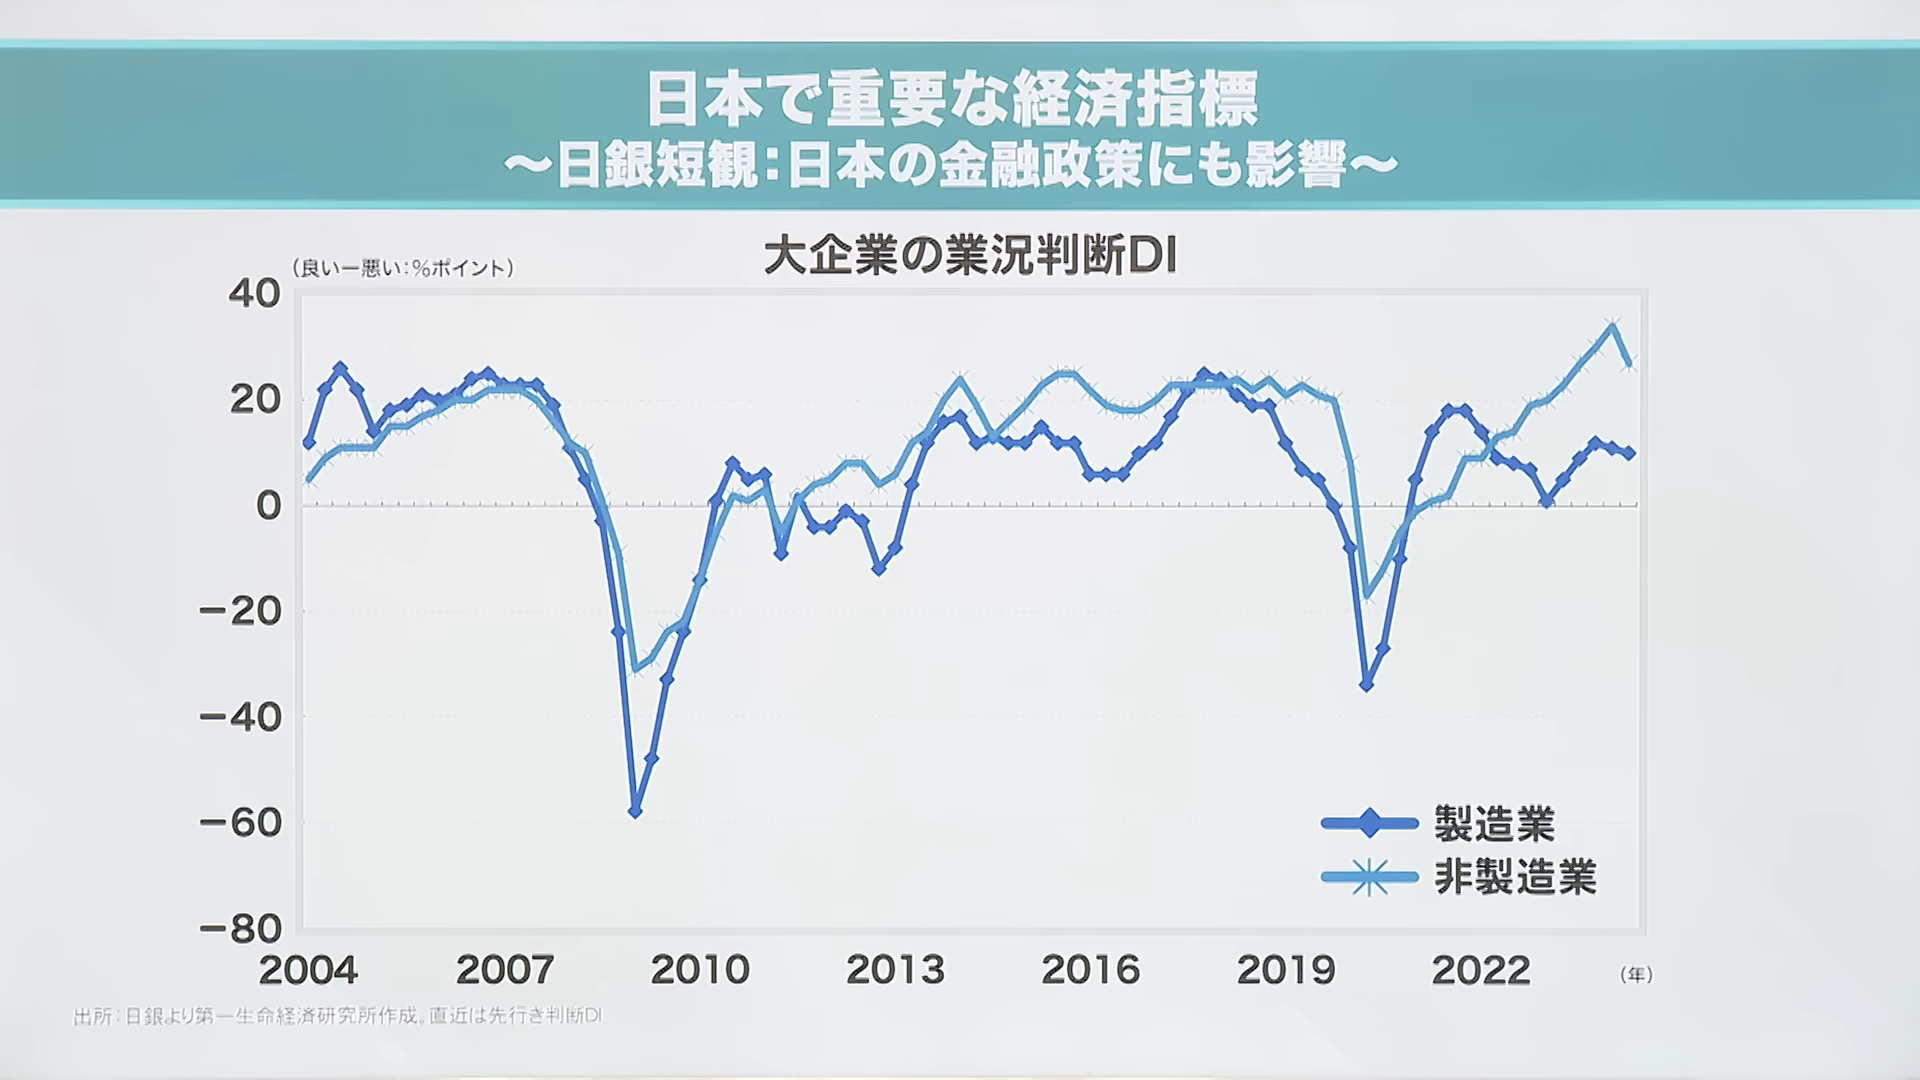 日本で重要な経済指標
〜日銀短観：日本の金融政策にも影響〜
大企業の業況判断DI
（良いー悪い：％ポイント）
40
20
0
−20
−40
−60
−80
製造業
非製造業
2004 2007 2010 2013 2016 2019 2022 （年）
出所：日銀より第一生命経済研究所作成。直近は先行き判断DI